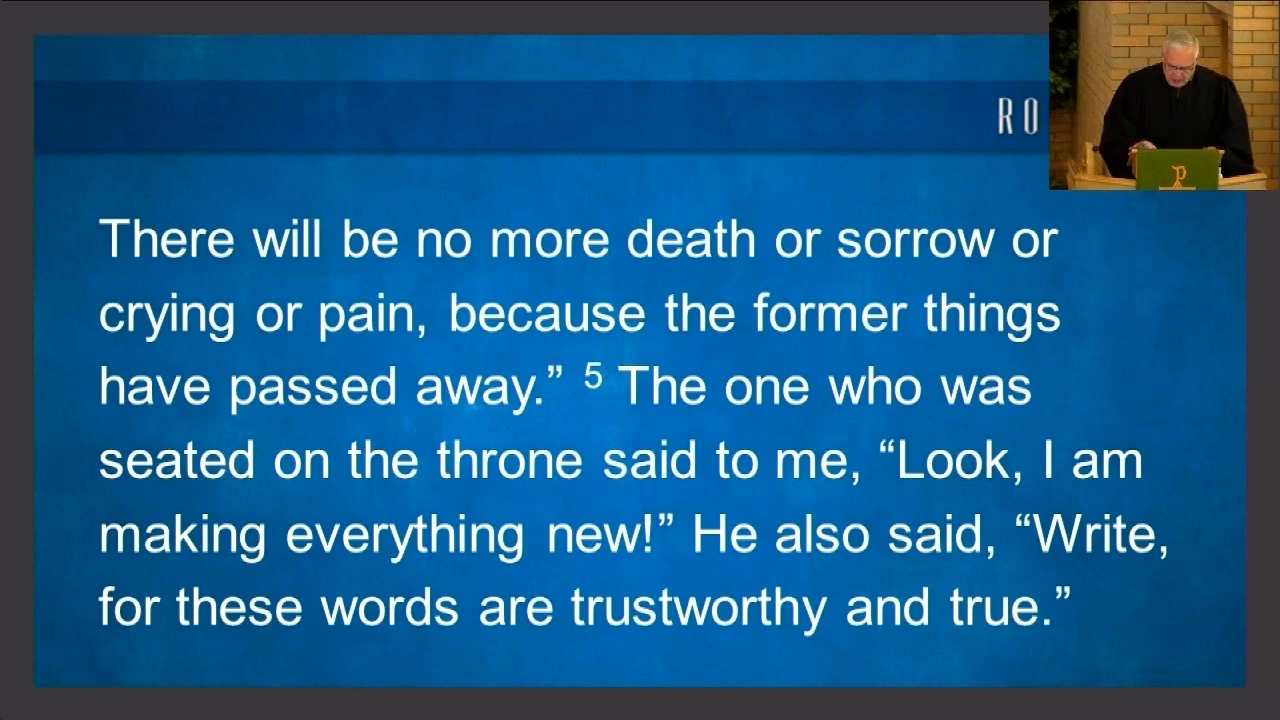 RO
There will be no more death or sorrow or
crying or pain, because the former things
have passed away.” 5 The one who was
seated on the throne said to me, “Look, I am
making everything new!” He also said, “Write,
for these words are trustworthy and true.”